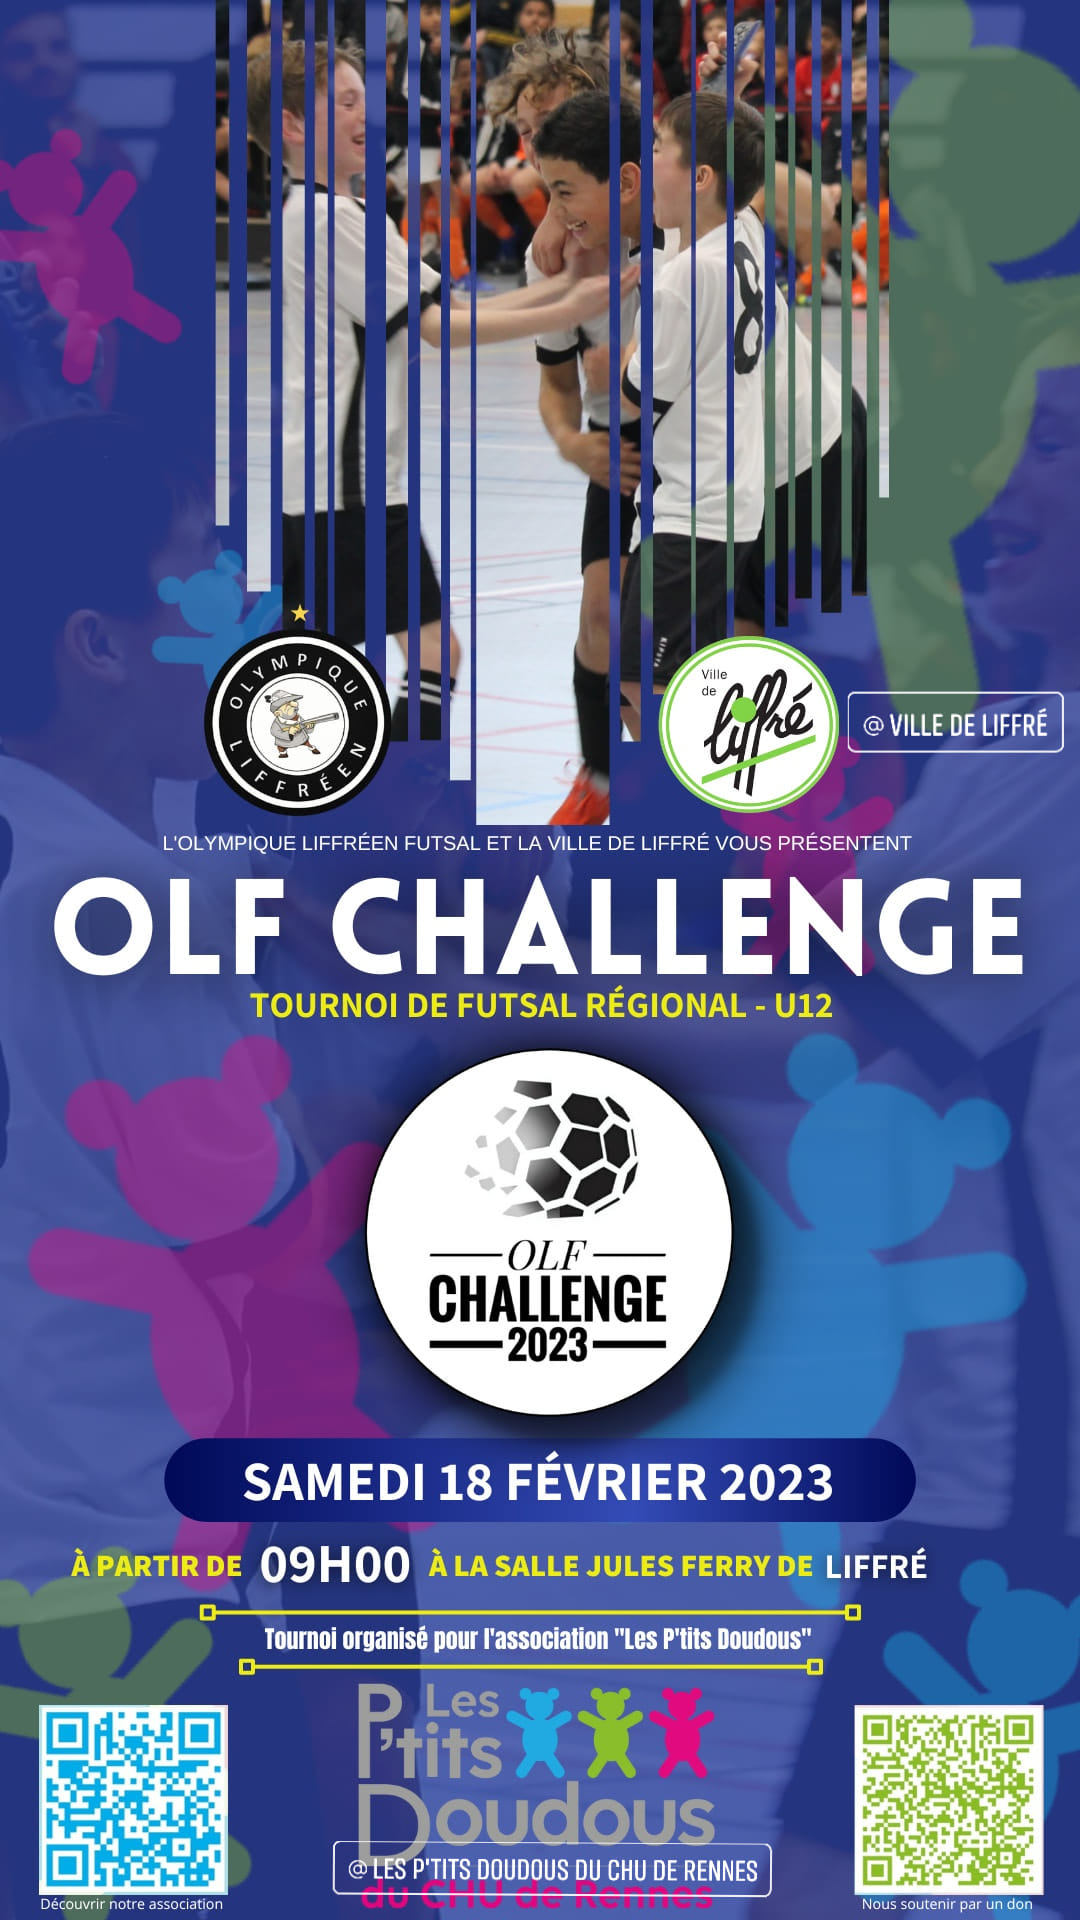 8
KIPSTA
OLYMPIQUE
LIFFRÉEN
Ville
de
Liffré
@ VILLE DE LIFFRÉ
L'OLYMPIQUE LIFFRÉEN FUTSAL ET LA VILLE DE LIFFRÉ VOUS PRÉSENTENT
OLF CHALLENGE
TOURNOI DE FUTSAL RÉGIONAL - U12
OLF
CHALLENGE
2023
SAMEDI 18 FÉVRIER 2023
À PARTIR DE 09H00 À LA SALLE JULES FERRY DE LIFFRÉ
Tournoi organisé pour l'association "Les P'tits Doudous"
Les
P'tits
Doudous
@ LES P'TITS DOUDOUS DU CHU DE RENNES
du CHU de Rennes
Découvrir notre association
Nous soutenir par un don